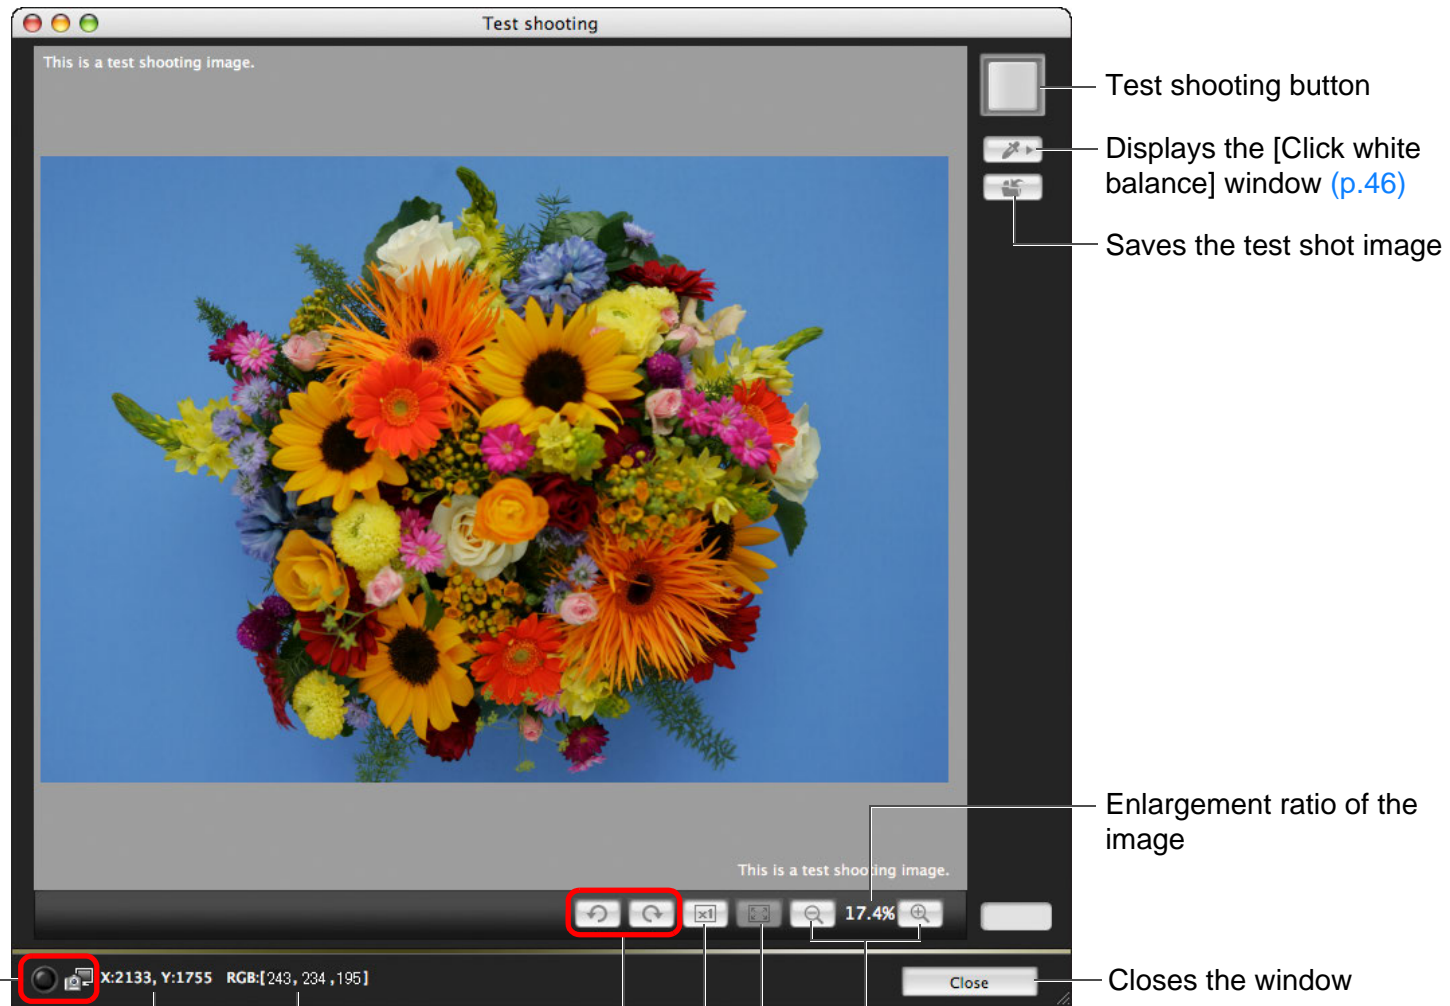 Test shooting
This is a test shooting image.
Test shooting button
Displays the [Click white
balance] window (p.46)
Saves the test shot image
Enlargement ratio of the
image
This is a test shooting image.
x1
17.4%
X:2133, Y:1755 RGB:[243, 234 ,195]
Close
Closes the window